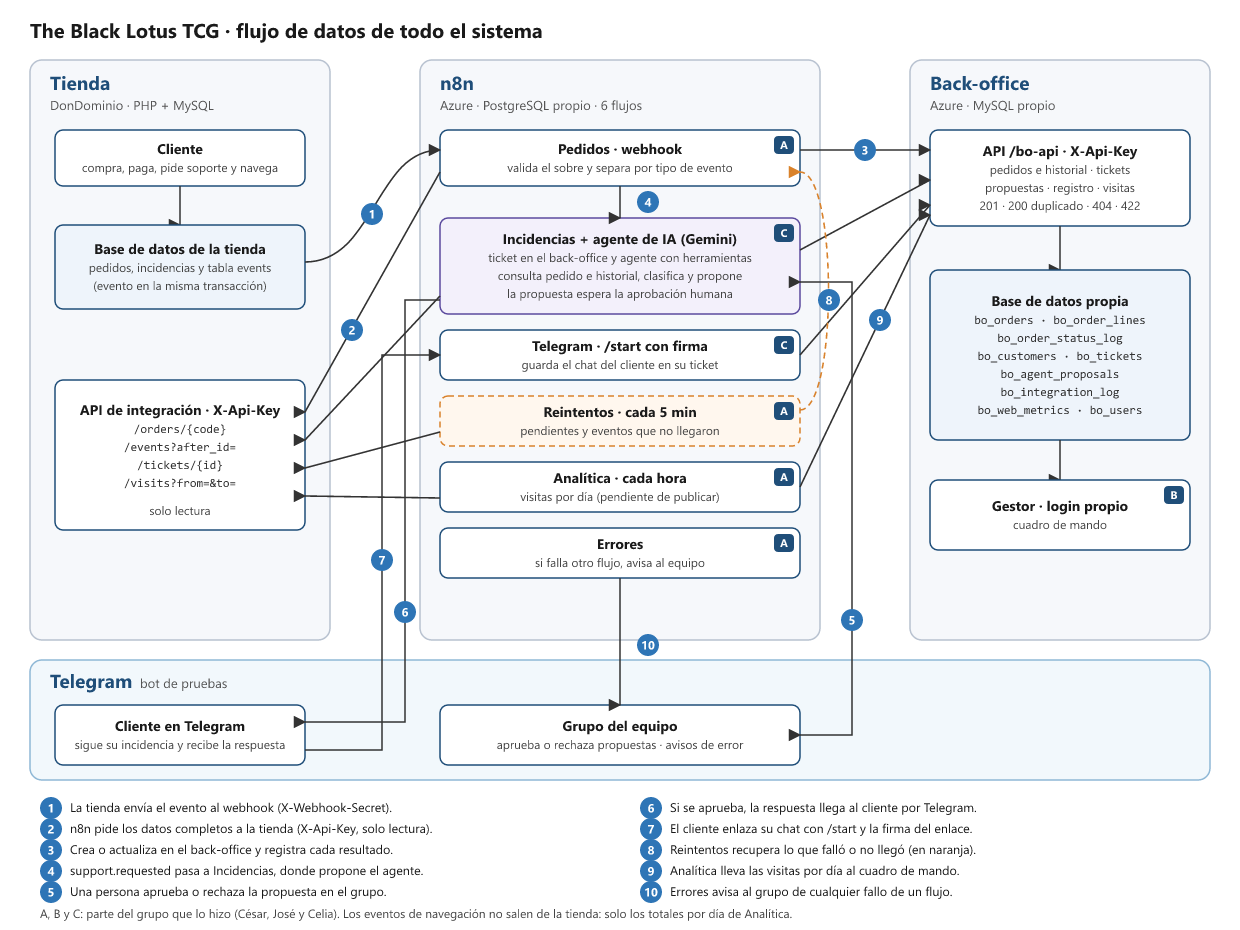 The Black Lotus TCG · flujo de datos de todo el sistema
Tienda
DonDominio · PHP + MySQL
Cliente
compra, paga, pide soporte y navega
Base de datos de la tienda
pedidos, incidencias y tabla events
(evento en la misma transacción)
API de integración · X-Api-Key
/orders/{code}
/events?after_id=
/tickets/{id}
/visits?from=&to=
solo lectura
1
2
7
6
n8n
Azure · PostgreSQL propio · 6 flujos
Pedidos · webhook
A
valida el sobre y separa por tipo de evento
4
Incidencias + agente de IA (Gemini)
C
ticket en el back-office y agente con herramientas
consulta pedido e historial, clasifica y propone
la propuesta espera la aprobación humana
Telegram · /start con firma
C
guarda el chat del cliente en su ticket
Reintentos · cada 5 min
A
pendientes y eventos que no llegaron
Analítica · cada hora
A
visitas por día (pendiente de publicar)
Errores
A
si falla otro flujo, avisa al equipo
10
3
8
9
5
Back-office
Azure · MySQL propio
API /bo-api · X-Api-Key
pedidos e historial · tickets
propuestas · registro · visitas
201 · 200 duplicado · 404 · 422
Base de datos propia
bo_orders · bo_order_lines
bo_order_status_log
bo_customers · bo_tickets
bo_agent_proposals
bo_integration_log
bo_web_metrics · bo_users
Gestor · login propio
B
cuadro de mando
Telegram bot de pruebas
Cliente en Telegram
sigue su incidencia y recibe la respuesta
Grupo del equipo
aprueba o rechaza propuestas · avisos de error
1 La tienda envía el evento al webhook (X-Webhook-Secret).
2 n8n pide los datos completos a la tienda (X-Api-Key, solo lectura).
3 Crea o actualiza en el back-office y registra cada resultado.
4 support.requested pasa a Incidencias, donde propone el agente.
5 Una persona aprueba o rechaza la propuesta en el grupo.
6 Si se aprueba, la respuesta llega al cliente por Telegram.
7 El cliente enlaza su chat con /start y la firma del enlace.
8 Reintentos recupera lo que falló o no llegó (en naranja).
9 Analítica lleva las visitas por día al cuadro de mando.
10 Errores avisa al grupo de cualquier fallo de un flujo.
A, B y C: parte del grupo que lo hizo (César, José y Celia). Los eventos de navegación no salen de la tienda: solo los totales por día de Analítica.